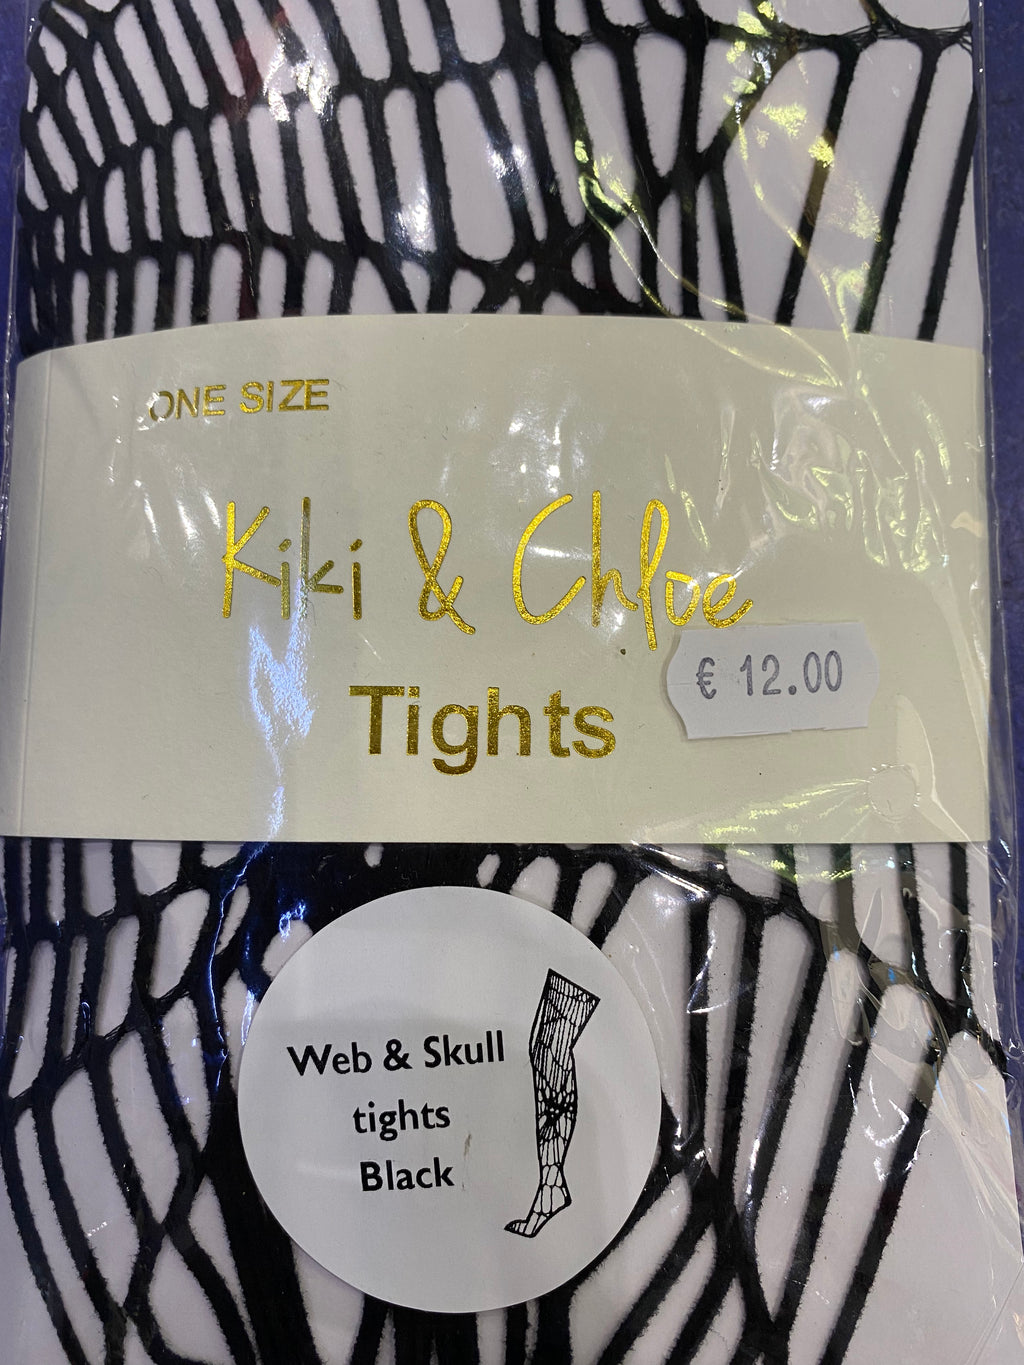 ONE SIZE
Kiki & Chloe
€ 12.00
Tights
Web & Skull
tights
Black